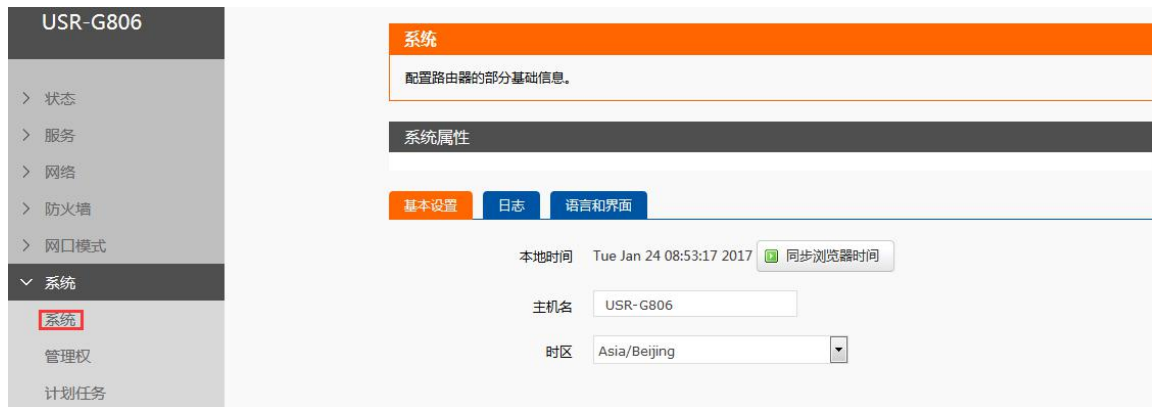 USR-G806
状态
服务
网络
防火墙
网口模式
系统
系统
管理权
计划任务
系统
配置路由器的部分基础信息。
系统属性
基本设置 日志 语言和界面
本地时间 Tue Jan 24 08:53:17 2017 同步浏览器时间
主机名 USR-G806
时区 Asia/Beijing